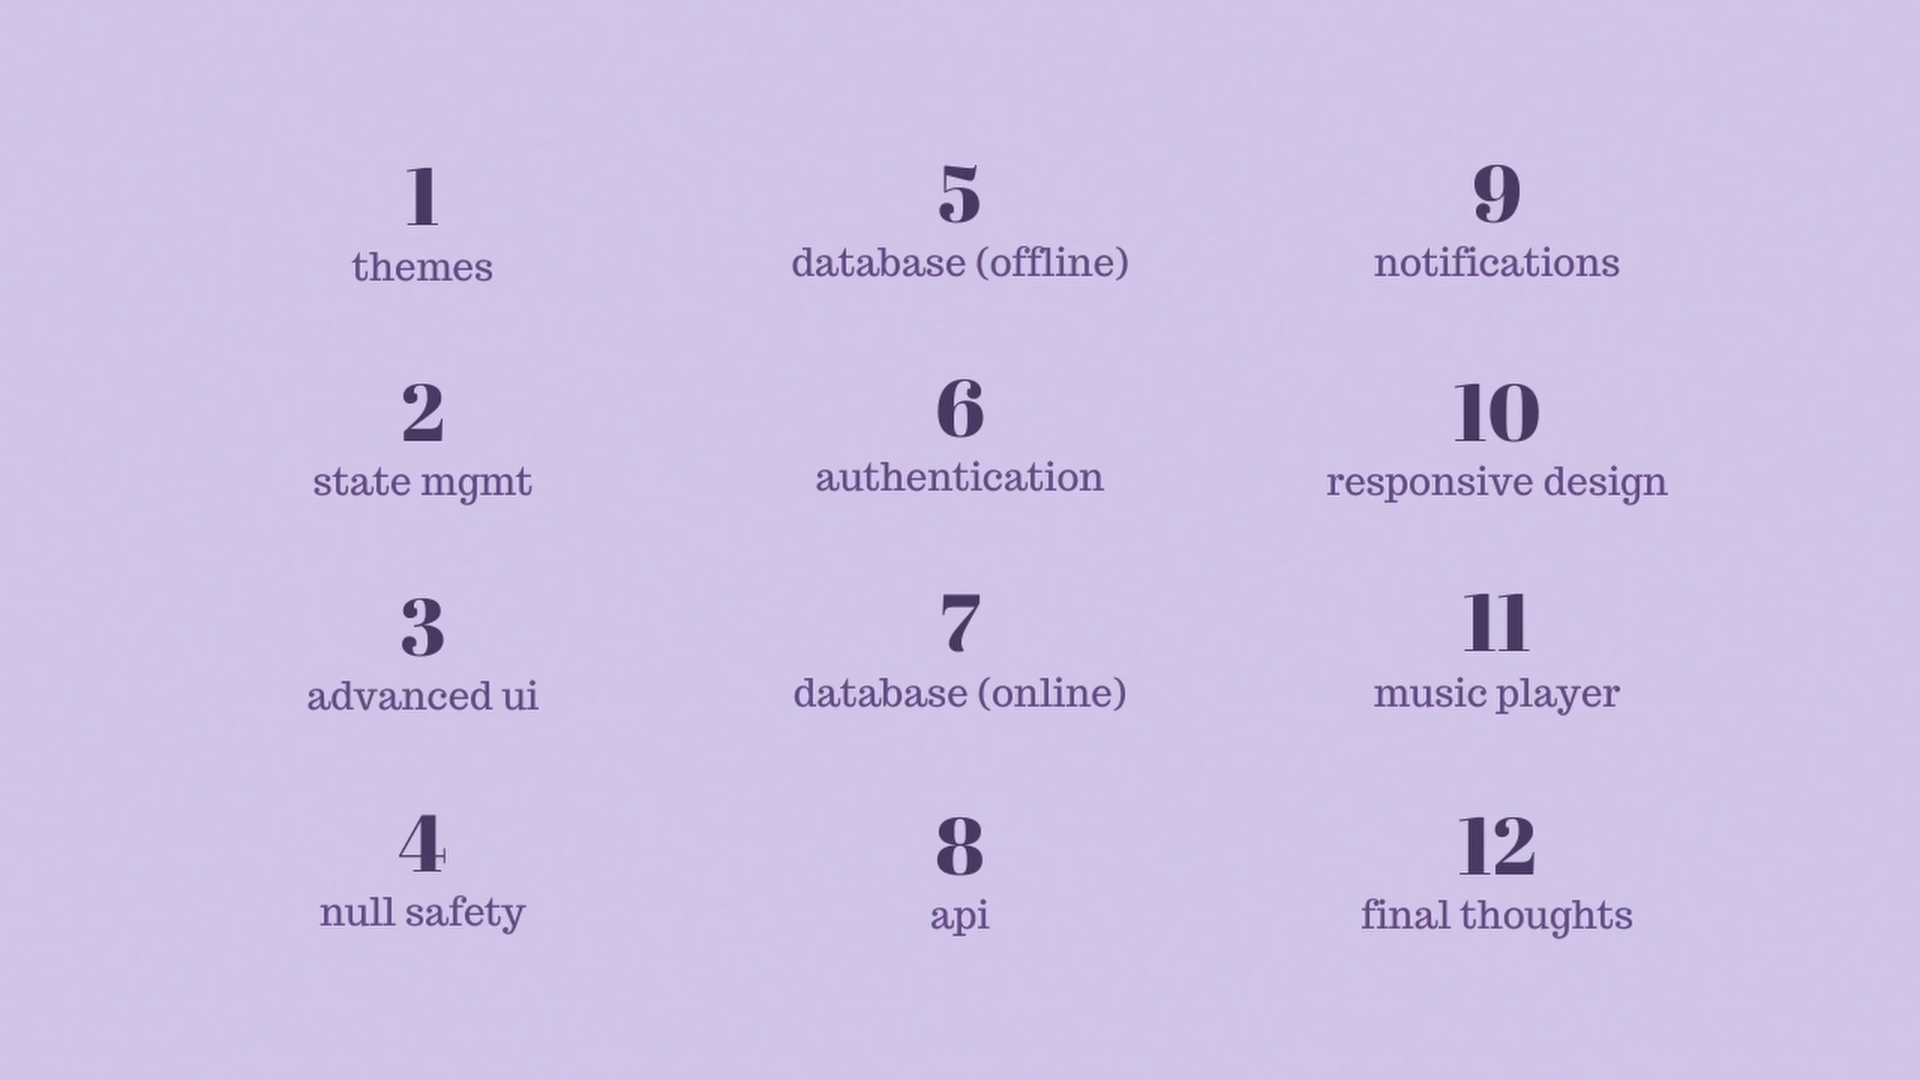 1
themes
2
state mgmt
3
advanced ui
4
null safety
5
database (offline)
6
authentication
7
database (online)
8
api
9
notifications
10
responsive design
11
music player
12
final thoughts